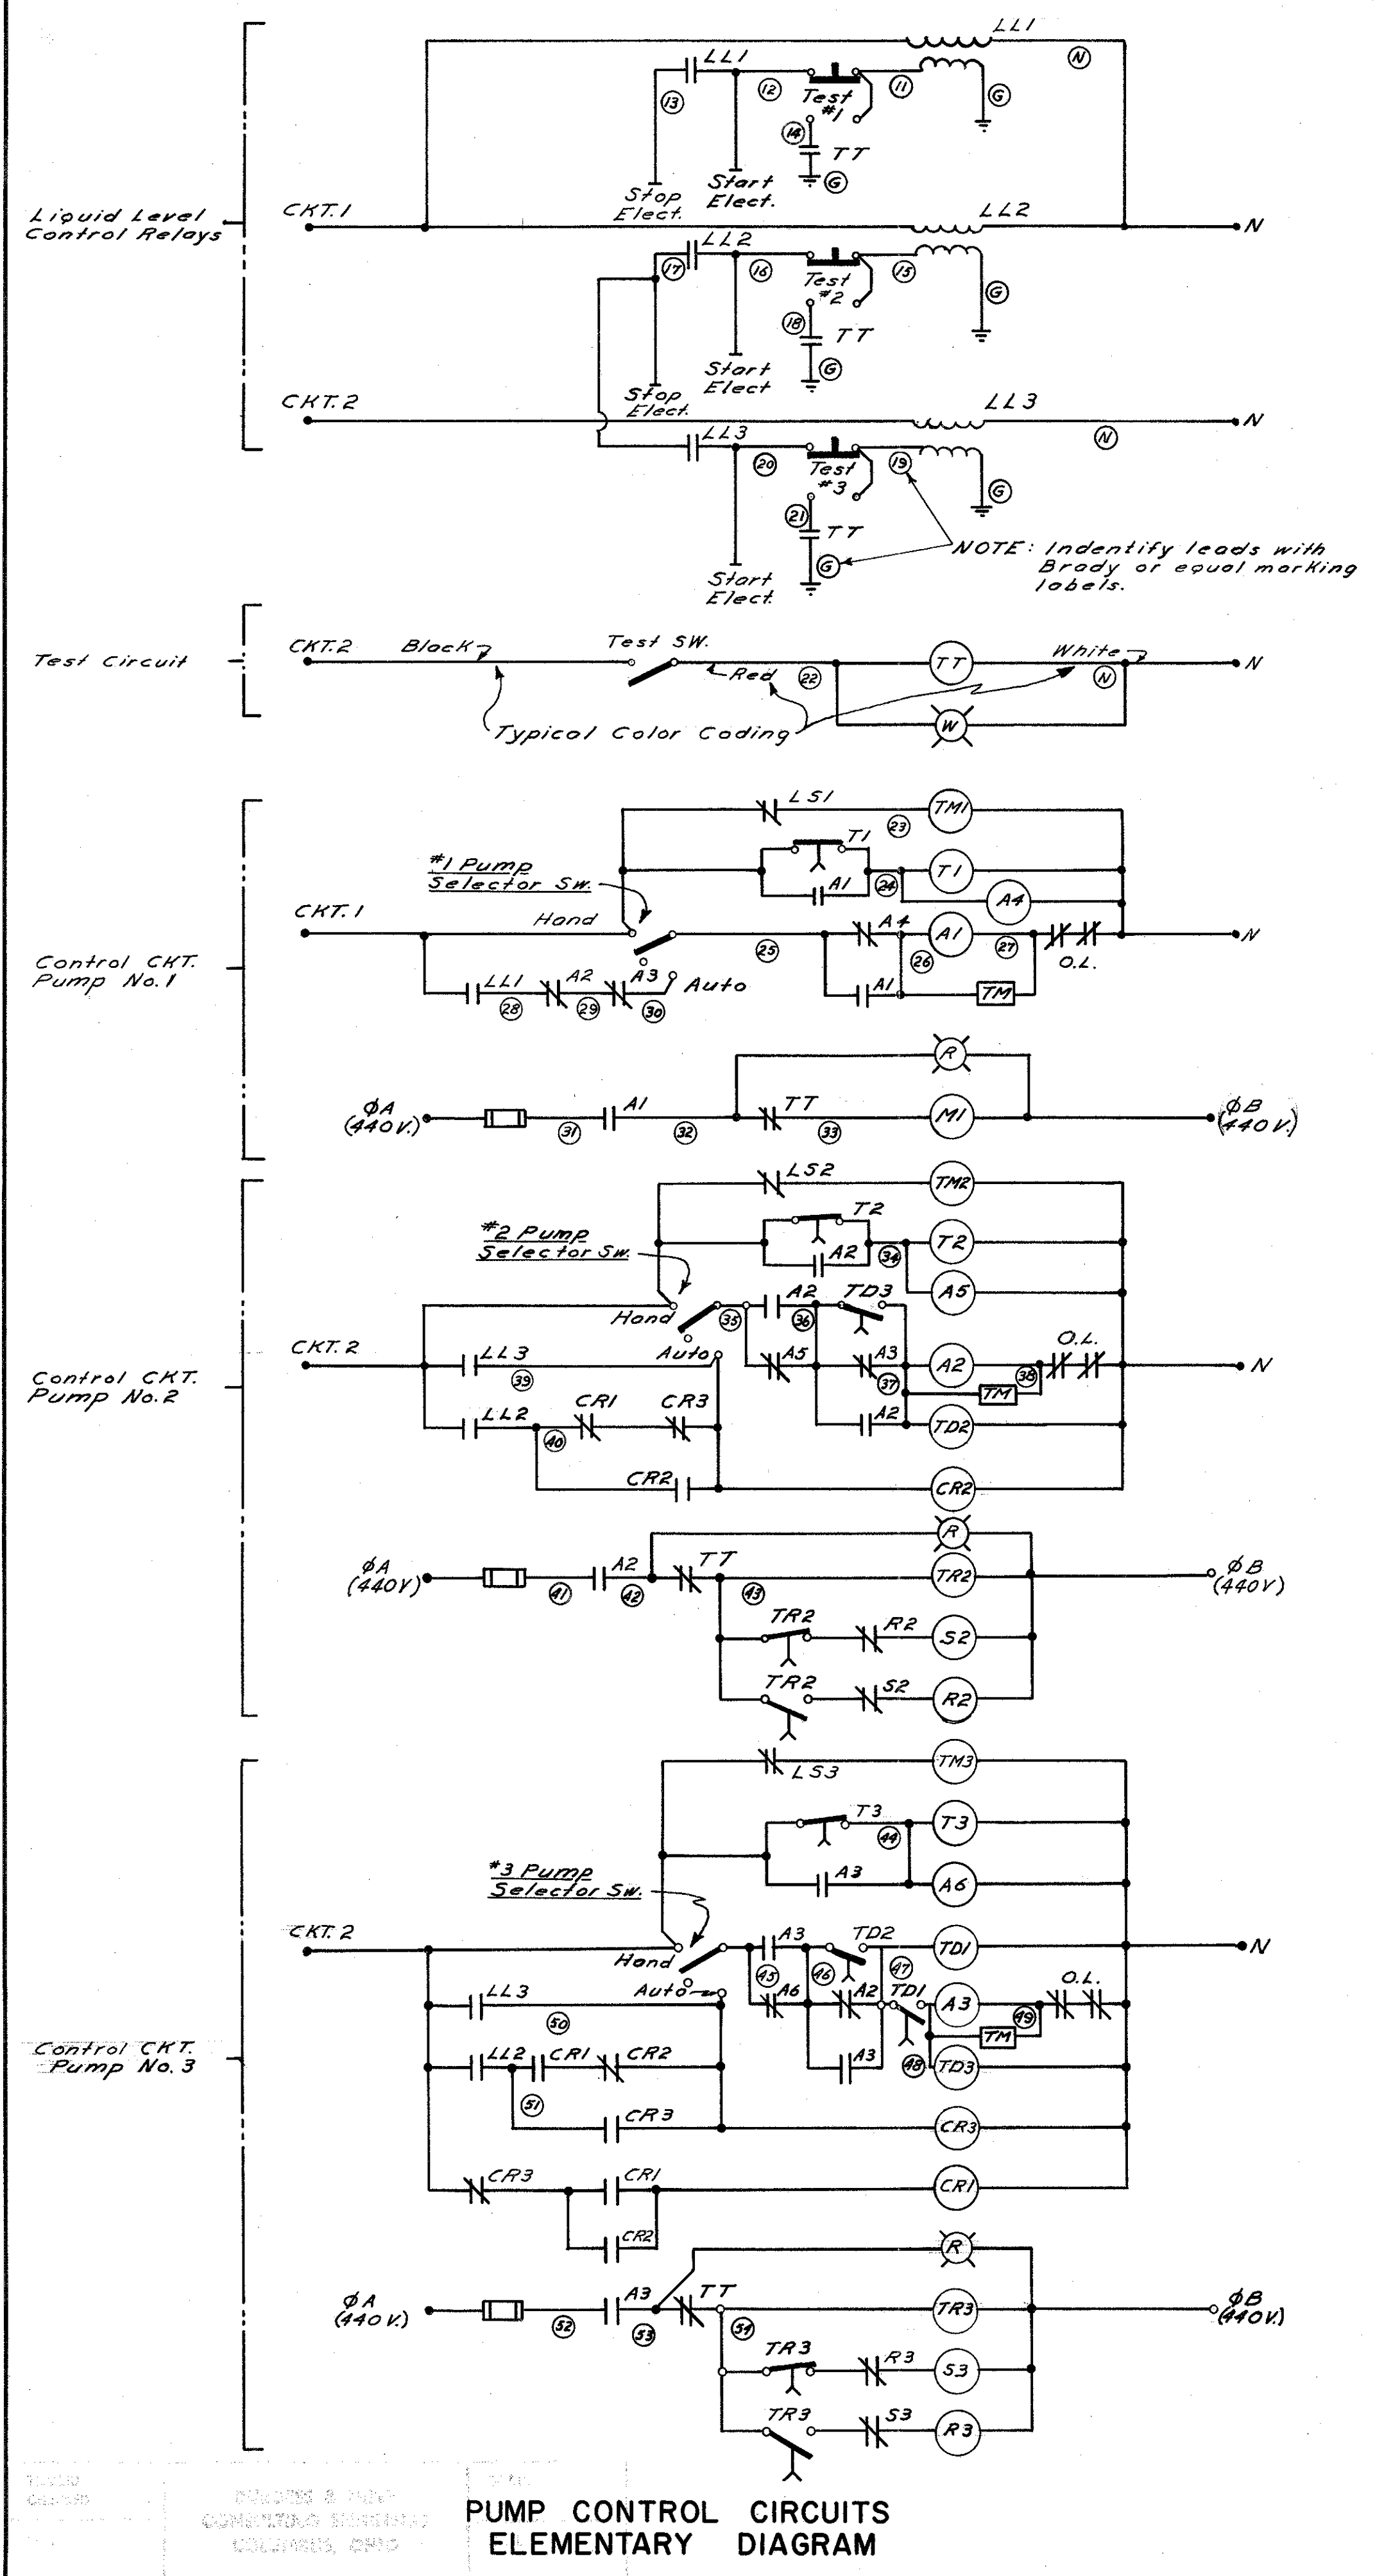 LL1
N
LL1
13
12
Test
#1
11
G
14
TT
G
Stop
Elect.
Start
Elect.
Liquid Level
Control Relays
CKT.1
LL2
N
LL2
17
16
Test
#2
15
G
18
TT
G
Start
Elect
Stop
Elect.
CKT.2
LL3
N
N
LL3
20
Test
#3
19
G
21
TT
G
Start
Elect.
NOTE: Indentify leads with
Brady or equal marking
labels.
Test Circuit
CKT.2
Black
Test SW.
Red
22
TT
White
N
N
W
Typical Color Coding
LS1
23
TM1
#1 Pump
Selector Sw.
T1
A1
24
T1
A4
CKT.1
Hand
25
A4
26
A1
27
O.L.
N
Control CKT.
Pump No.1
LL1
28
A2
29
A3
30
Auto
A1
TM
R
ΦA
(440V.)
31
A1
32
TT
33
M1
ΦB
(440V.)
LS2
TM2
#2 Pump
Selector Sw.
T2
A2
34
T2
A5
Hand
35
A2
36
TD3
CKT.2
LL3
39
Auto
A5
A3
37
A2
38
O.L.
N
Control CKT.
Pump No.2
TM
LL2
40
CR1
CR3
A2
TD2
CR2
CR2
R
ΦA
(440V)
41
A2
42
TT
43
TR2
ΦB
(440V)
TR2
R2
S2
TR2
S2
R2
LS3
TM3
T3
44
T3
#3 Pump
Selector Sw.
A3
A6
CKT.2
Hand
A3
45
46
TD2
47
TD1
N
Auto
A6
A2
TD1
A3
49
O.L.
LL3
50
TM
Control CKT.
Pump No.3
LL2
51
CR1
CR2
A3
48
TD3
CR3
CR3
CR3
CR1
CR1
CR2
R
ΦA
(440V.)
52
A3
53
TT
54
TR3
ΦB
(440V.)
TR3
R3
S3
TR3
S3
R3
COLUMBUS, OHIO
PUMP CONTROL CIRCUITS
ELEMENTARY DIAGRAM